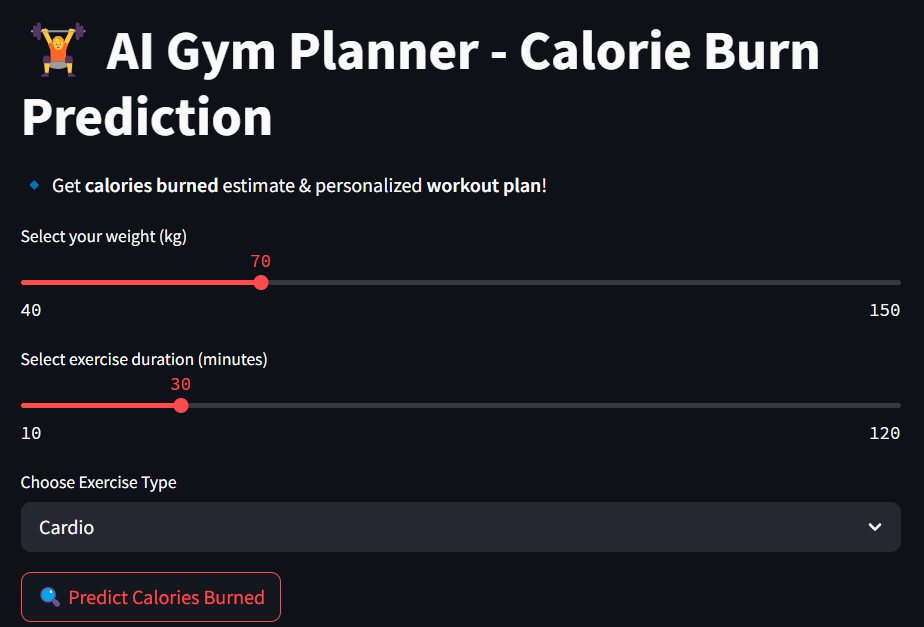 AI Gym Planner - Calorie Burn
Prediction
Get calories burned estimate & personalized workout plan!
Select your weight (kg)
70
40 150
Select exercise duration (minutes)
30
10 120
Choose Exercise Type
Cardio
Predict Calories Burned